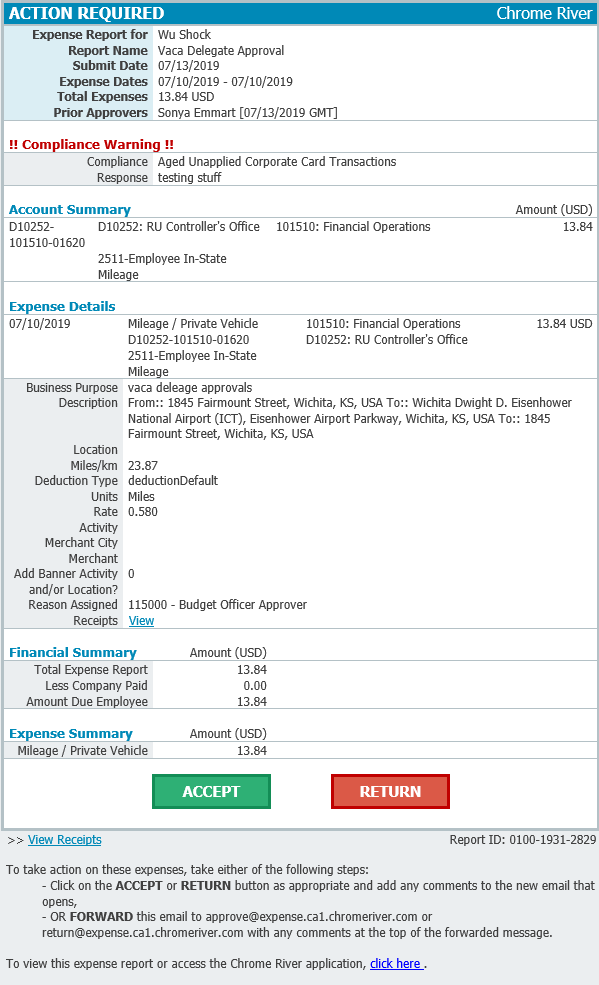 ACTION REQUIRED Chrome River
Expense Report for Wu Shock
Report Name Vaca Delegate Approval
Submit Date 07/13/2019
Expense Dates 07/10/2019 - 07/10/2019
Total Expenses 13.84 USD
Prior Approvers Sonya Emmart [07/13/2019 GMT]
!! Compliance Warning !!
Compliance Aged Unapplied Corporate Card Transactions
Response testing stuff
Account Summary Amount (USD)
D10252- D10252: RU Controller's Office 101510: Financial Operations 13.84
101510-01620
2511-Employee In-State
Mileage
Expense Details
07/10/2019 Mileage / Private Vehicle 101510: Financial Operations 13.84 USD
D10252-101510-01620 D10252: RU Controller's Office
2511-Employee In-State
Mileage
Business Purpose vaca deleage approvals
Description From:: 1845 Fairmount Street, Wichita, KS, USA To:: Wichita Dwight D. Eisenhower
National Airport (ICT), Eisenhower Airport Parkway, Wichita, KS, USA To:: 1845
Fairmount Street, Wichita, KS, USA
Location
Miles/km 23.87
Deduction Type deductionDefault
Units Miles
Rate 0.580
Activity
Merchant City
Merchant
Add Banner Activity 0
and/or Location?
Reason Assigned 115000 - Budget Officer Approver
Receipts View
Financial Summary Amount (USD)
Total Expense Report 13.84
Less Company Paid 0.00
Amount Due Employee 13.84
Expense Summary Amount (USD)
Mileage / Private Vehicle 13.84
ACCEPT RETURN
>> View Receipts Report ID: 0100-1931-2829
To take action on these expenses, take either of the following steps:
- Click on the ACCEPT or RETURN button as appropriate and add any comments to the new email that
opens,
- OR FORWARD this email to approve@expense.ca1.chromeriver.com or
return@expense.ca1.chromeriver.com with any comments at the top of the forwarded message.
To view this expense report or access the Chrome River application, click here .